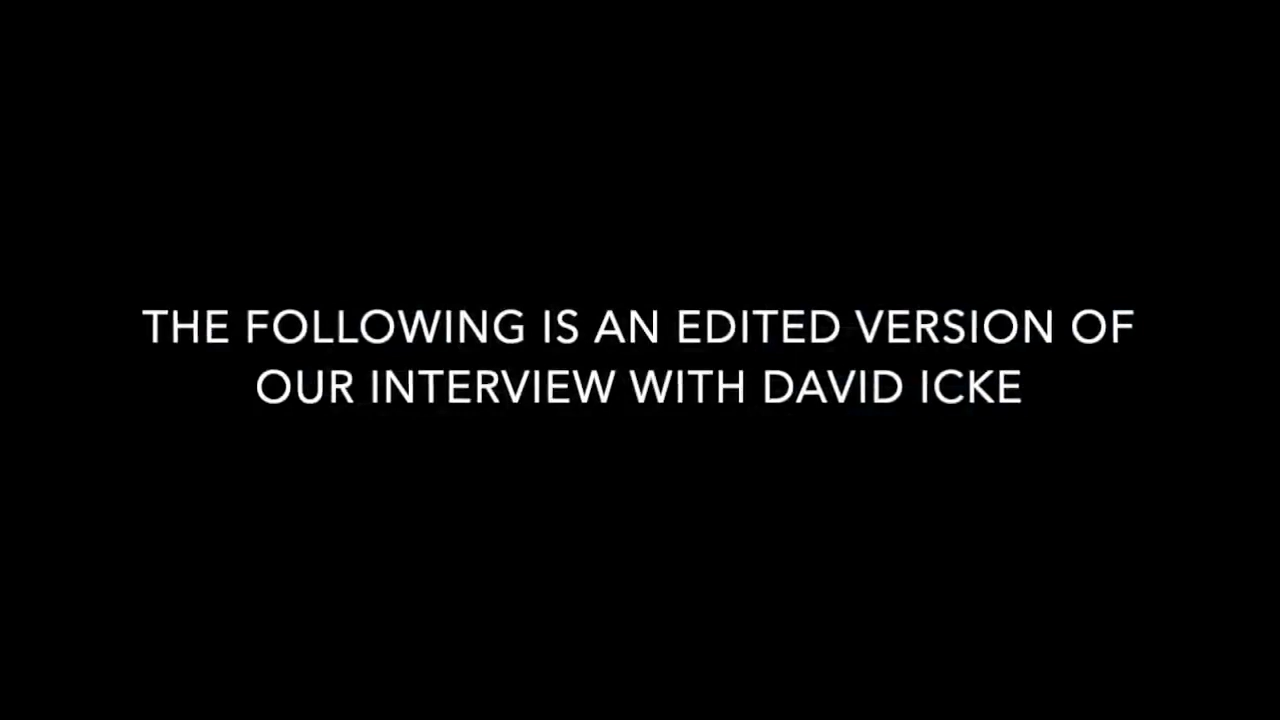 THE FOLLOWING IS AN EDITED VERSION OF
OUR INTERVIEW WITH DAVID ICKE